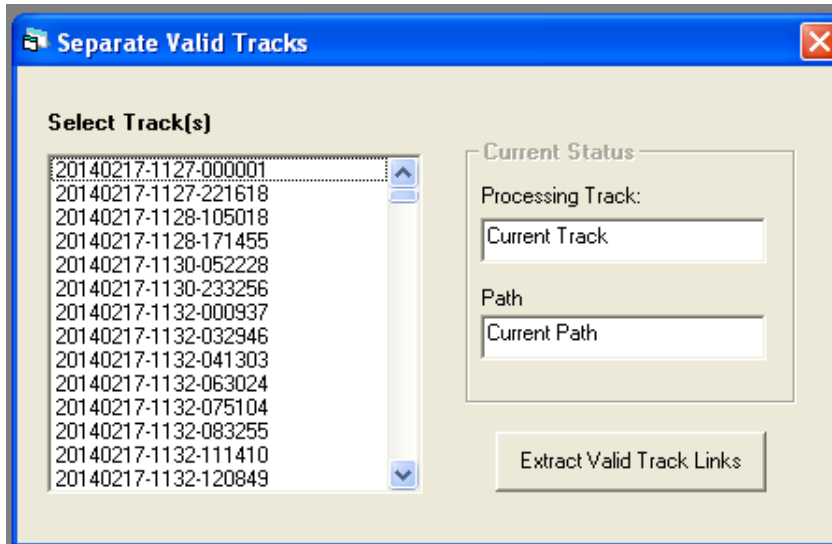 Separate Valid Tracks
Select Track(s)
20140217-1127-000001
20140217-1127-221618
20140217-1128-105018
20140217-1128-171455
20140217-1130-052228
20140217-1130-233256
20140217-1132-000937
20140217-1132-032946
20140217-1132-041303
20140217-1132-063024
20140217-1132-075104
20140217-1132-083255
20140217-1132-111410
20140217-1132-120849
Current Status
Processing Track:
Current Track
Path
Current Path
Extract Valid Track Links